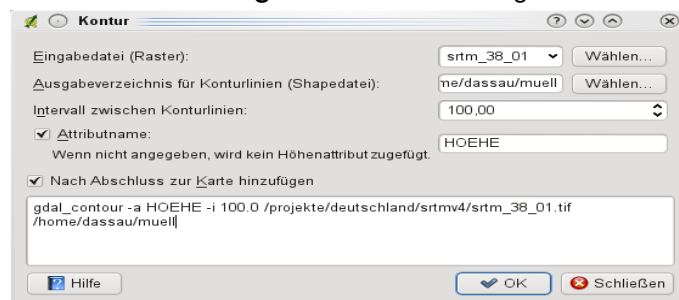 Kontur
Eingabedatei (Raster): srtm_38_01 Wählen...
Ausgabeverzeichnis für Konturlinien (Shapedatei): me/dassau/muell Wählen...
Intervall zwischen Konturlinien: 100,00
Attributname:
HOEHE
Wenn nicht angegeben, wird kein Höhenattribut zugefügt.
Nach Abschluss zur Karte hinzufügen
gdal_contour -a HOEHE -i 100.0 /projekte/deutschland/srtmv4/srtm_38_01.tif
/home/dassau/muell
Hilfe OK Schließen